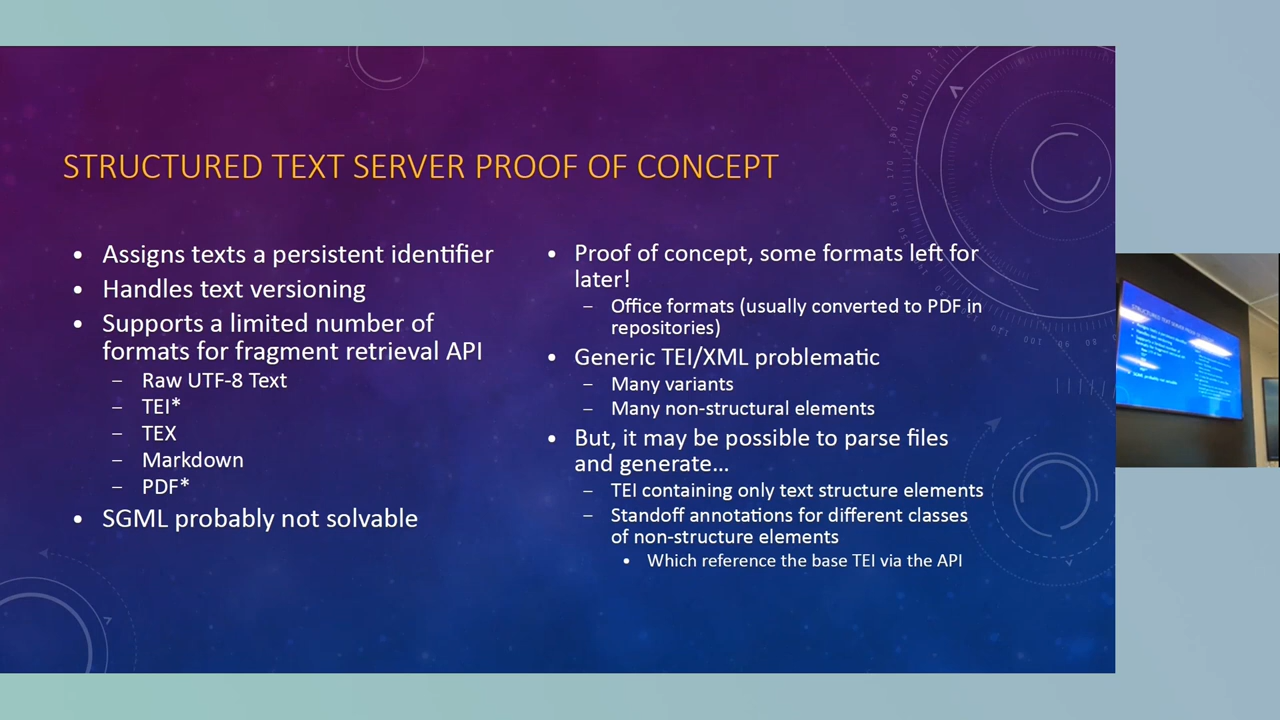 STRUCTURED TEXT SERVER PROOF OF CONCEPT
• Assigns texts a persistent identifier
• Handles text versioning
• Supports a limited number of
formats for fragment retrieval API
– Raw UTF-8 Text
– TEI*
– TEX
– Markdown
– PDF*
• SGML probably not solvable
• Proof of concept, some formats left for
later!
– Office formats (usually converted to PDF in
repositories)
• Generic TEI/XML problematic
– Many variants
– Many non-structural elements
• But, it may be possible to parse files
and generate…
– TEI containing only text structure elements
– Standoff annotations for different classes
of non-structure elements
• Which reference the base TEI via the API